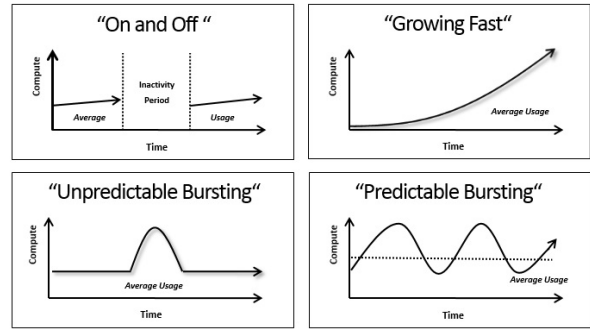 “On and Off “
Compute
Inactivity
Period
Average
Usage
Time
“Growing Fast“
Compute
Average Usage
Time
“Unpredictable Bursting“
Compute
Average Usage
Time
“Predictable Bursting“
Compute
Average Usage
Time